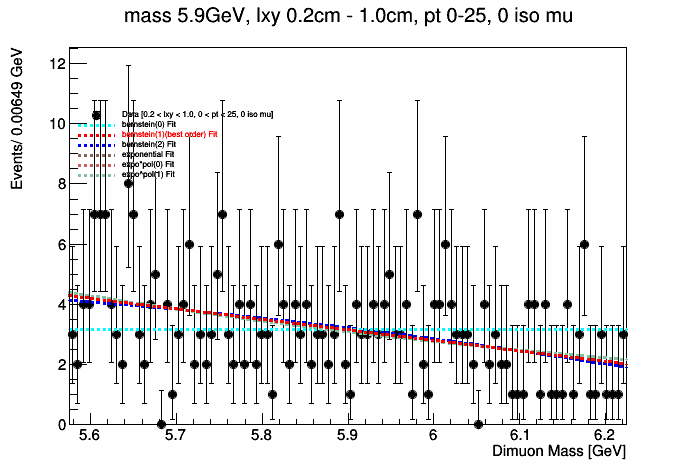 mass 5.9GeV, lxy 0.2cm - 1.0cm, pt 0-25, 0 iso mu
Events/ 0.00649 GeV
12
10
8
6
4
2
0
Data [0.2 < lxy < 1.0, 0 < pt < 25, 0 iso mu]
bernstein(0) Fit
bernstein(1)(best order) Fit
bernstein(2) Fit
exponential Fit
expo*pol(0) Fit
expo*pol(1) Fit
5.6 5.7 5.8 5.9 6 6.1 6.2
Dimuon Mass [GeV]